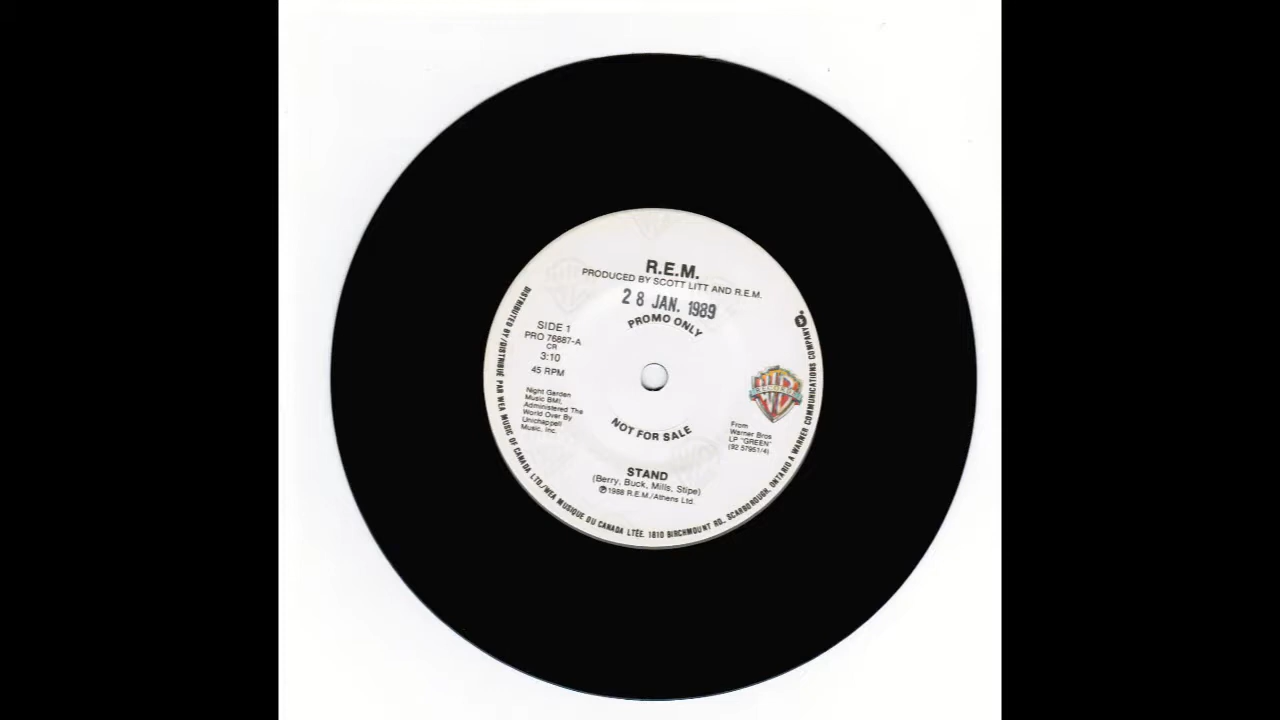 R.E.M.
PRODUCED BY SCOTT LITT AND R.E.M.
28 JAN. 1989
PROMO ONLY
SIDE 1
PRO 76887-A
CR
3:10
45 RPM
Night Garden
Music BMI,
Administered The
World Over By
Unichappell
Music, Inc.
RECORDS
From
Warner Bros
LP "GREEN"
(92 57951/4)
NOT FOR SALE
STAND
(Berry, Buck, Mills, Stipe)
℗1988 R.E.M./Athens Ltd.
DISTRIBUTED BY/DISTRIBUÉ PAR WEA MUSIC OF CANADA LTD./WEA MUSIQUE DU CANADA LTÉE. 1810 BIRCHMOUNT RD., SCARBOROUGH, ONTARIO A WARNER COMMUNICATIONS COMPANY